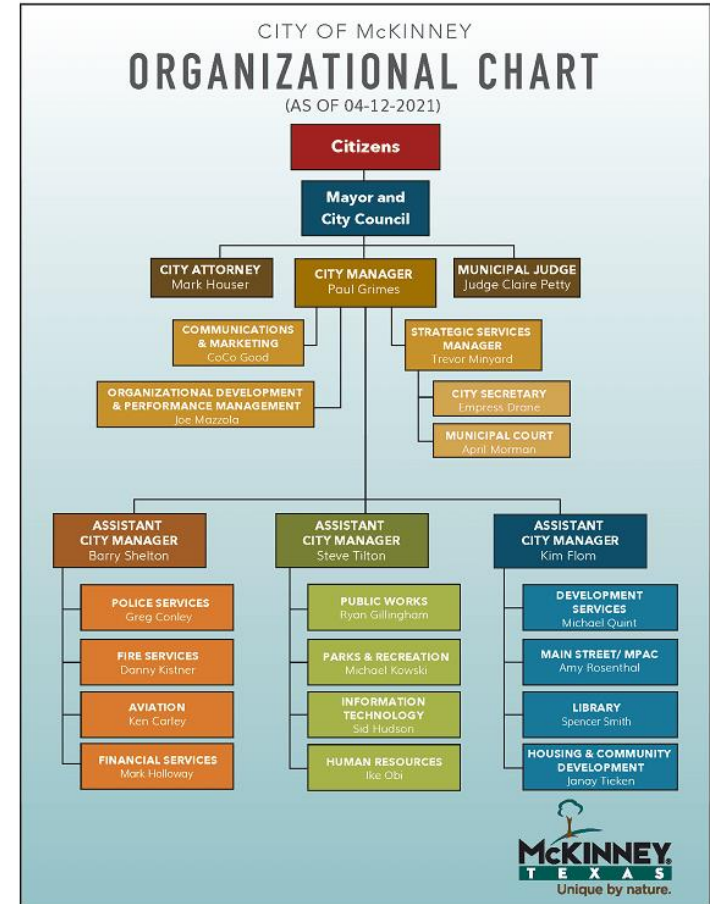 CITY OF McKINNEY
ORGANIZATIONAL CHART
(AS OF 04-12-2021)
Citizens
Mayor and
City Council
CITY ATTORNEY
Mark Houser
CITY MANAGER
Paul Grimes
MUNICIPAL JUDGE
Judge Claire Petty
COMMUNICATIONS
& MARKETING
CoCo Good
STRATEGIC SERVICES
MANAGER
Trevor Minyard
ORGANIZATIONAL DEVELOPMENT
& PERFORMANCE MANAGEMENT
Joe Mazzola
CITY SECRETARY
Empress Drane
MUNICIPAL COURT
April Morman
ASSISTANT
CITY MANAGER
Barry Shelton
POLICE SERVICES
Greg Conley
FIRE SERVICES
Danny Kistner
AVIATION
Ken Carley
FINANCIAL SERVICES
Mark Holloway
ASSISTANT
CITY MANAGER
Steve Tilton
PUBLIC WORKS
Ryan Gillingham
PARKS & RECREATION
Michael Kowski
INFORMATION
TECHNOLOGY
Sid Hudson
HUMAN RESOURCES
Ike Obi
ASSISTANT
CITY MANAGER
Kim Flom
DEVELOPMENT
SERVICES
Michael Quint
MAIN STREET/ MPAC
Amy Rosenthal
LIBRARY
Spencer Smith
HOUSING & COMMUNITY
DEVELOPMENT
Janay Tieken
McKINNEY®
TEXAS
Unique by nature.